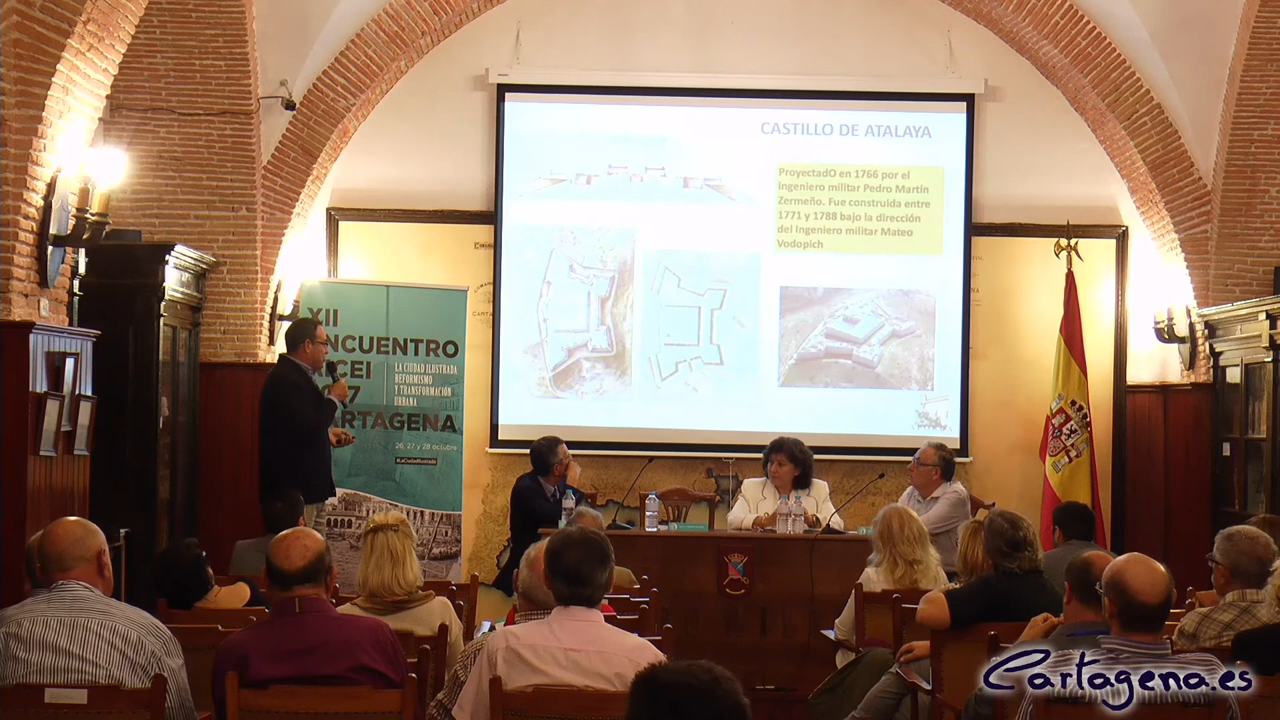 CASTILLO DE ATALAYA
ProyectadO en 1766 por el
ingeniero militar Pedro Martín
Zermeño. Fue construida entre
1771 y 1788 bajo la dirección
del Ingeniero militar Mateo
Vodopich
XII
ENCUENTRO
CARTAGENA
LA CIUDAD ILUSTRADA
REFORMISMO
Y TRANSFORMACIÓN
URBANA
26, 27 y 28 octubre
#LaCiudadIlustrada
Cartagena.es